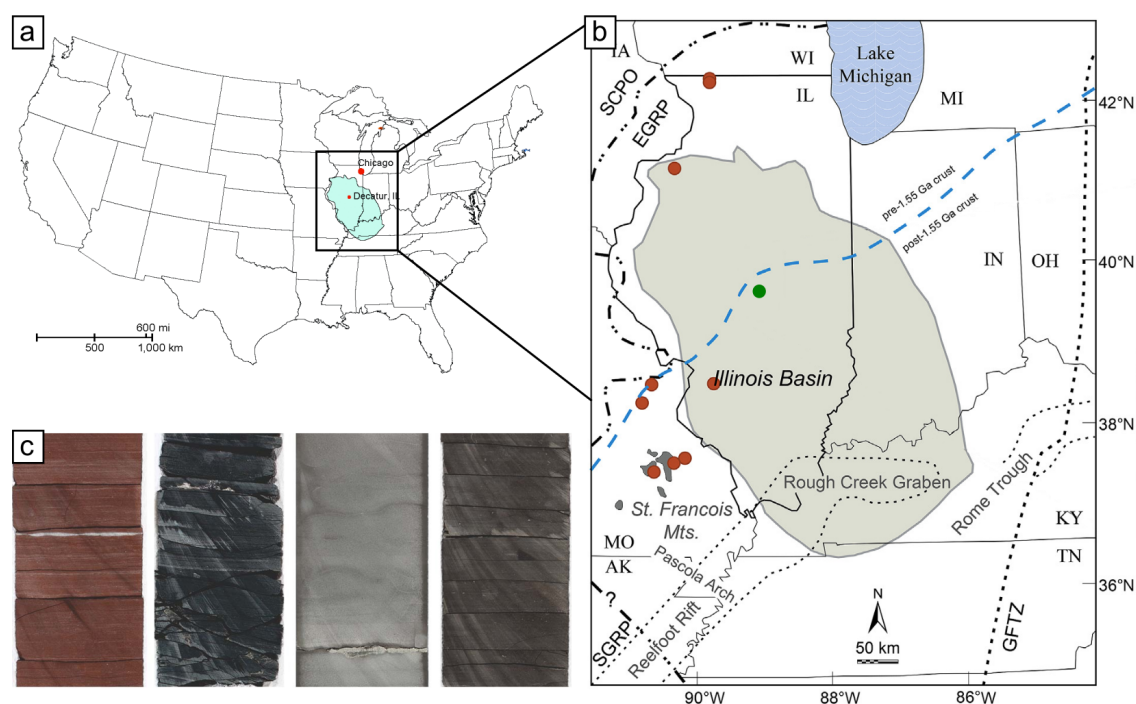 a
Chicago
Decatur, IL
600 mi
500
1,000 km
b
IA
WI
Lake
Michigan
SCPO
IL
MI
42°N
EGRP
pre-1.55 Ga crust
post-1.55 Ga crust
IN
OH
40°N
Illinois Basin
38°N
Rough Creek Graben
Rome Trough
St. Francois
Mts.
KY
MO
TN
AK
Pascola Arch
36°N
?
N
SGRP
Reelfoot Rift
GFTZ
50 km
90°W
88°W
86°W
c